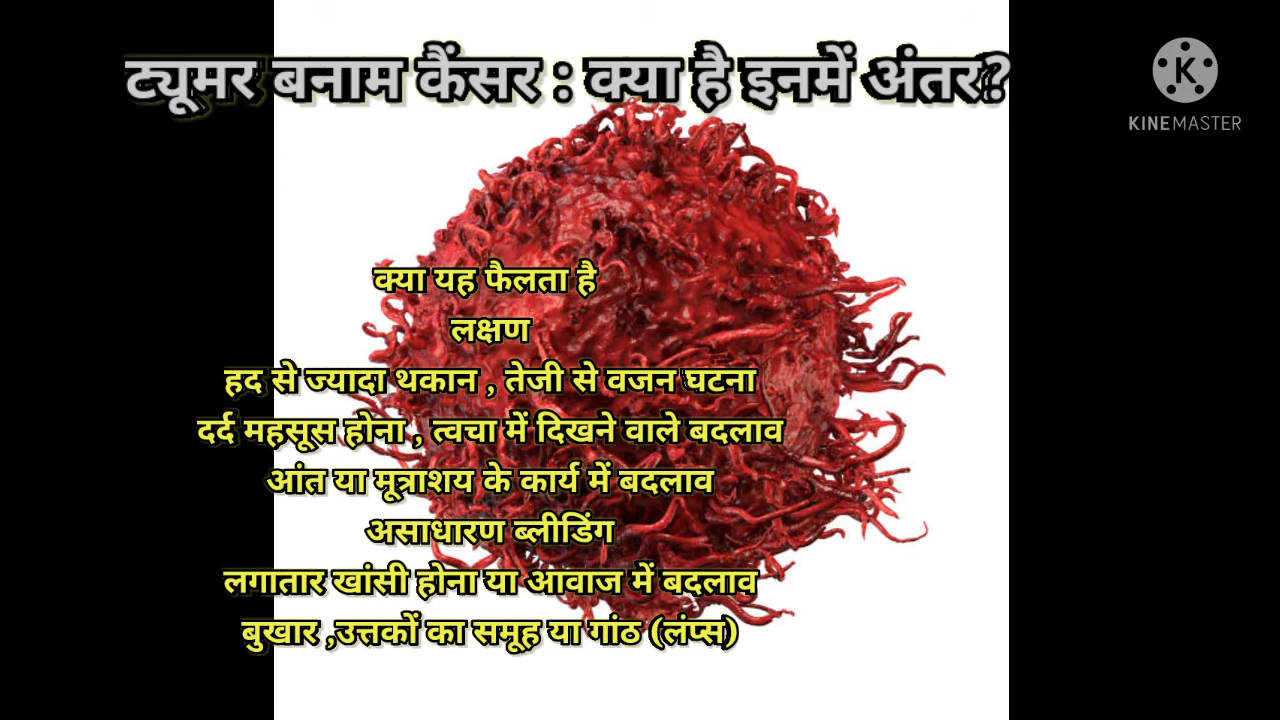 ट्यूमर बनाम कैंसर : क्या है इनमें अंतर?
K
KINEMASTER
क्या यह फैलता है
लक्षण
हद से ज्यादा थकान , तेजी से वजन घटना
दर्द महसूस होना , त्वचा में दिखने वाले बदलाव
आंत या मूत्राशय के कार्य में बदलाव
असाधारण ब्लीडिंग
लगातार खांसी होना या आवाज में बदलाव
बुखार ,उत्तकों का समूह या गांठ (लंप्स)